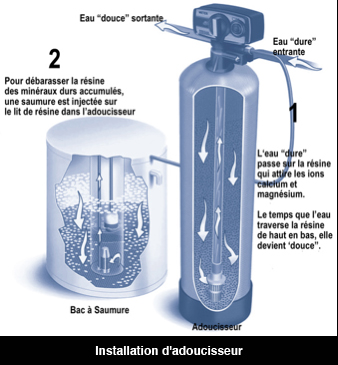 Eau “douce” sortante.
Eau “dure”
entrante
2
Pour débarasser la résine
des minéraux durs accumulés,
une saumure est injectée sur
le lit de résine dans l'adoucisseur
1
L'eau “dure”
passe sur la résine
qui attire les ions
calcium et
magnésium.
Le temps que l'eau
traverse la résine
de haut en bas, elle
devient ‘douce”.
Bac à Saumure
Adoucisseur
Installation d'adoucisseur